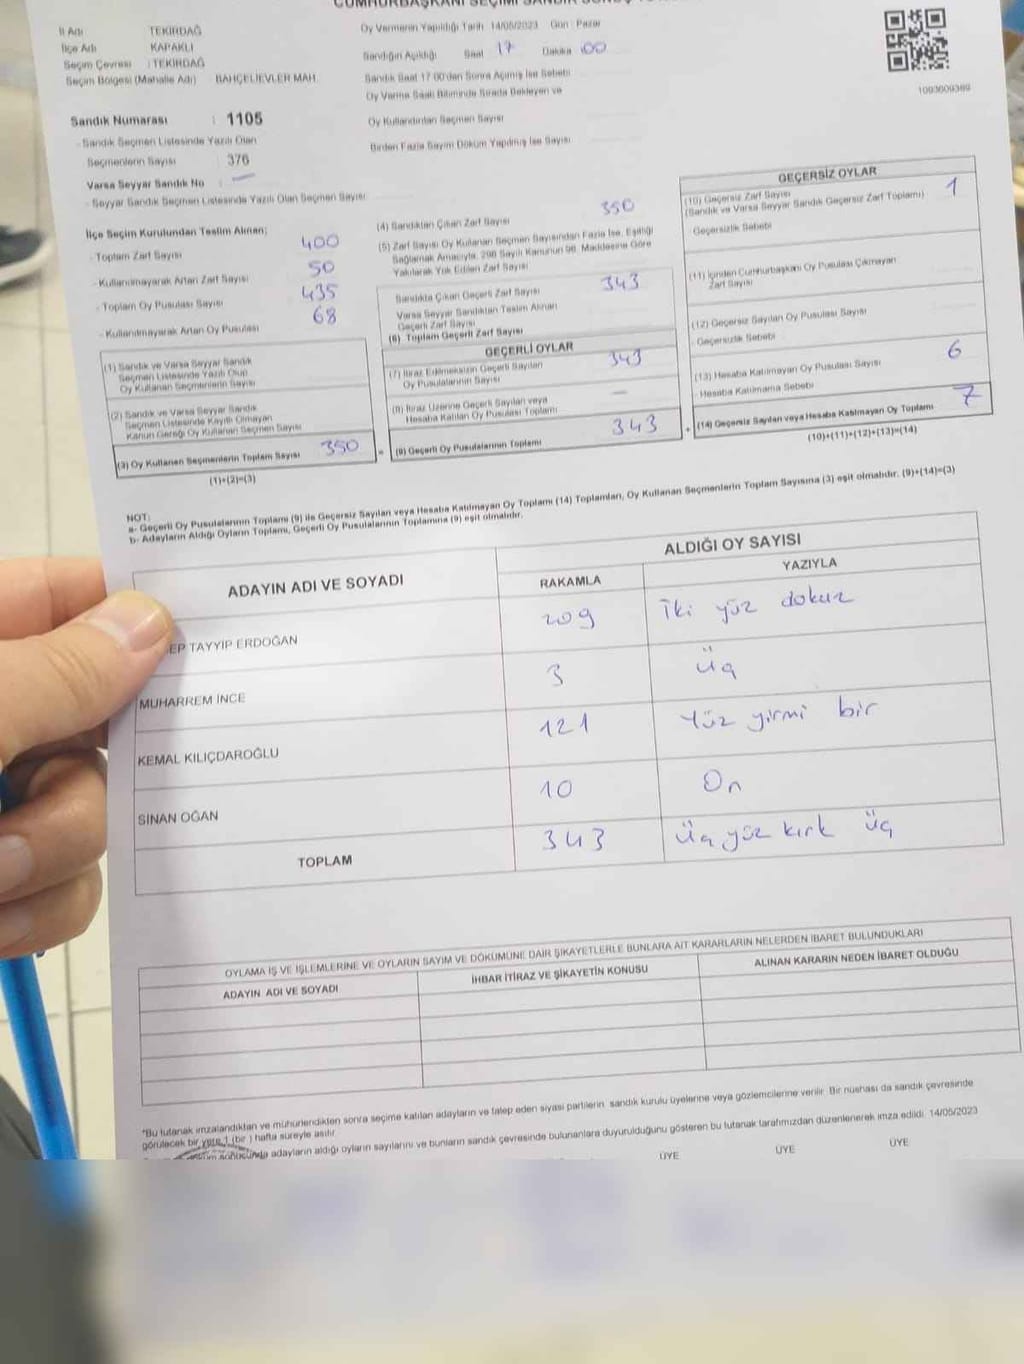 İl Adı TEKİRDAĞ
İlçe Adı KAPAKLI
Seçim Çevresi : TEKİRDAĞ
Seçim Bölgesi (Mahalle Adı) BAHÇELİEVLER MAH.
Oy Vermenin Yapıldığı Tarih 14/05/2023 Gün : Pazar
Sandığın Açıldığı Saat 17 Dakika 00
Sandık Saat 17:00'den Sonra Açılmış İse Sebebi
Oy Verme Saati Bitiminde Sırada Bekleyen ve
Oy Kullandırılan Seçmen Sayısı
Birden Fazla Sayım Döküm Yapılmış İse Sayısı
1093609369
Sandık Numarası : 1105
- Sandık Seçmen Listesinde Yazılı Olan
Seçmenlerin Sayısı : 376
Varsa Seyyar Sandık No : —
- Seyyar Sandık Seçmen Listesinde Yazılı Olan Seçmen Sayısı
İlçe Seçim Kurulundan Teslim Alınan;
- Toplam Zarf Sayısı 400
- Kullanılmayarak Artan Zarf Sayısı 50
- Toplam Oy Pusulası Sayısı 435
- Kullanılmayarak Artan Oy Pusulası 68
(1) Sandık ve Varsa Seyyar Sandık
Seçmen Listesinde Yazılı Olup
Oy Kullanan Seçmenlerin Sayısı
(2) Sandık ve Varsa Seyyar Sandık
Seçmen Listesinde Kaydı Olmayan
Kanun Gereği Oy Kullanan Seçmen Sayısı
(3) Oy Kullanan Seçmenlerin Toplam Sayısı 350
(1)+(2)=(3)
(4) Sandıktan Çıkan Zarf Sayısı 350
(5) Zarf Sayısı Oy Kullanan Seçmen Sayısından Fazla İse, Eşitliği
Sağlamak Amacıyla, 298 Sayılı Kanunun 98. Maddesine Göre
Yakılarak Yok Edilen Zarf Sayısı
Sandıkta Çıkan Geçerli Zarf Sayısı 343
Varsa Seyyar Sandıktan Teslim Alınan
Geçerli Zarf Sayısı
(6) Toplam Geçerli Zarf Sayısı
GEÇERLİ OYLAR
(7) İtiraz Edilmeksizin Geçerli Sayılan
Oy Pusulalarının Sayısı 343
(8) İtiraz Üzerine Geçerli Sayılan veya
Hesaba Katılan Oy Pusulası Toplamı —
= (9) Geçerli Oy Pusulalarının Toplamı 343
GEÇERSİZ OYLAR
(10) Geçersiz Zarf Sayısı
(Sandık ve Varsa Seyyar Sandık Geçersiz Zarf Toplamı) 1
Geçersizlik Sebebi
(11) İçinden Cumhurbaşkanı Oy Pusulası Çıkmayan
Zarf Sayısı
(12) Geçersiz Sayılan Oy Pusulası Sayısı
- Geçersizlik Sebebi
(13) Hesaba Katılmayan Oy Pusulası Sayısı 6
- Hesaba Katılmama Sebebi
+ (14) Geçersiz Sayılan veya Hesaba Katılmayan Oy Toplamı 7
(10)+(11)+(12)+(13)=(14)
NOT:
a- Geçerli Oy Pusulalarının Toplamı (9) ile Geçersiz Sayılan veya Hesaba Katılmayan Oy Toplamı (14) Toplamları, Oy Kullanan Seçmenlerin Toplam Sayısına (3) eşit olmalıdır. (9)+(14)=(3)
b- Adayların Aldığı Oyların Toplamı, Geçerli Oy Pusulalarının Toplamına (9) eşit olmalıdır.
ADAYIN ADI VE SOYADI
ALDIĞI OY SAYISI
RAKAMLA YAZIYLA
EP TAYYİP ERDOĞAN 209 İki yüz dokuz
MUHARREM İNCE 3 üç
KEMAL KILIÇDAROĞLU 121 Yüz yirmi bir
SİNAN OĞAN 10 On
TOPLAM 343 Üç yüz kırk üç
OYLAMA İŞ VE İŞLEMLERİNE VE OYLARIN SAYIM VE DÖKÜMÜNE DAİR ŞİKAYETLERLE BUNLARA AİT KARARLARIN NELERDEN İBARET BULUNDUKLARI
ADAYIN ADI VE SOYADI İHBAR İTİRAZ VE ŞİKAYETİN KONUSU ALINAN KARARIN NEDEN İBARET OLDUĞU
*Bu tutanak imzalandıktan ve mühürlendikten sonra seçime katılan adayların ve talep eden siyasi partilerin sandık kurulu üyelerine veya gözlemcilerine verilir. Bir nüshası da sandık çevresinde
görülecek bir yere 1 (bir ) hafta süreyle asılır.
adayların aldığı oyların sayılarını ve bunların sandık çevresinde bulunanlara duyurulduğunu gösteren bu tutanak tarafımızdan düzenlenerek imza edildi. 14/05/2023
ÜYE ÜYE ÜYE